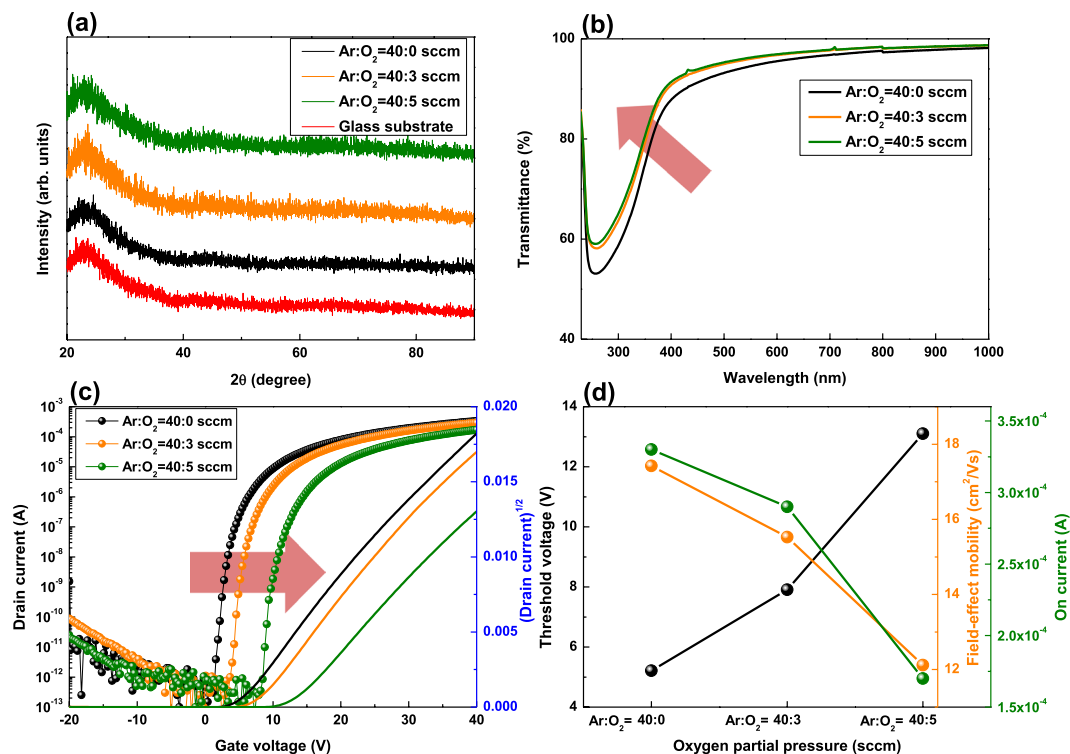 (a)
Ar:O2=40:0 sccm
Ar:O2=40:3 sccm
Ar:O2=40:5 sccm
Glass substrate
Intensity (arb. units)
20 40 60 80
2θ (degree)
(b)
100
80
60
40
Transmittance (%)
Ar:O2=40:0 sccm
Ar:O2=40:3 sccm
Ar:O2=40:5 sccm
300 400 500 600 700 800 900 1000
Wavelength (nm)
(c)
Ar:O2=40:0 sccm
Ar:O2=40:3 sccm
Ar:O2=40:5 sccm
10-3
10-4
10-5
10-6
10-7
10-8
10-9
10-10
10-11
10-12
10-13
Drain current (A)
0.020
0.015
0.010
0.005
0.000
(Drain current)1/2
-20 -10 0 10 20 30 40
Gate voltage (V)
(d)
14
12
10
8
6
4
Threshold voltage (V)
18
16
14
12
Field-effect mobility (cm2/Vs)
3.5x10-4
3.0x10-4
2.5x10-4
2.0x10-4
1.5x10-4
On current (A)
Ar:O2= 40:0 Ar:O2= 40:3 Ar:O2= 40:5
Oxygen partial pressure (sccm)